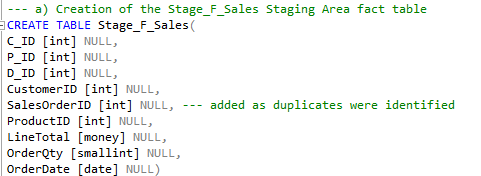 --- a) Creation of the Stage_F_Sales Staging Area fact table
CREATE TABLE Stage_F_Sales(
C_ID [int] NULL,
P_ID [int] NULL,
D_ID [int] NULL,
CustomerID [int] NULL,
SalesOrderID [int] NULL, --- added as duplicates were identified
ProductID [int] NULL,
LineTotal [money] NULL,
OrderQty [smallint] NULL,
OrderDate [date] NULL)